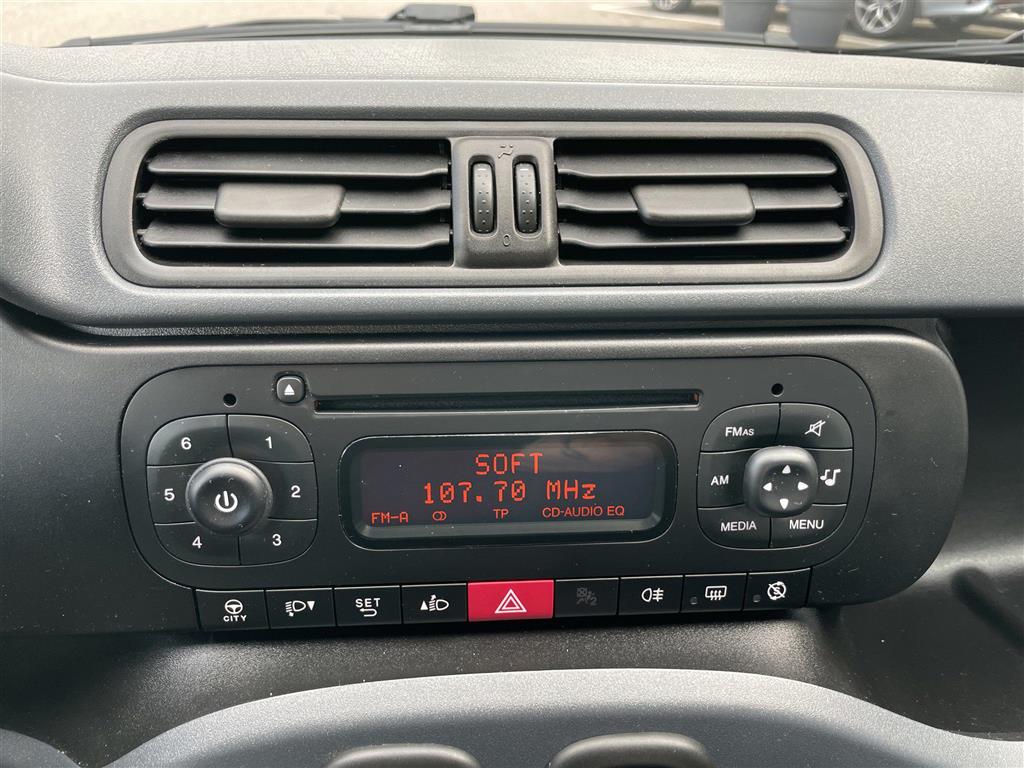 0
6 1
5 2
4 3
SOFT
107.70 MHz
FM-A TP CD-AUDIO EQ
FMAS
AM
MEDIA MENU
CITY
SET